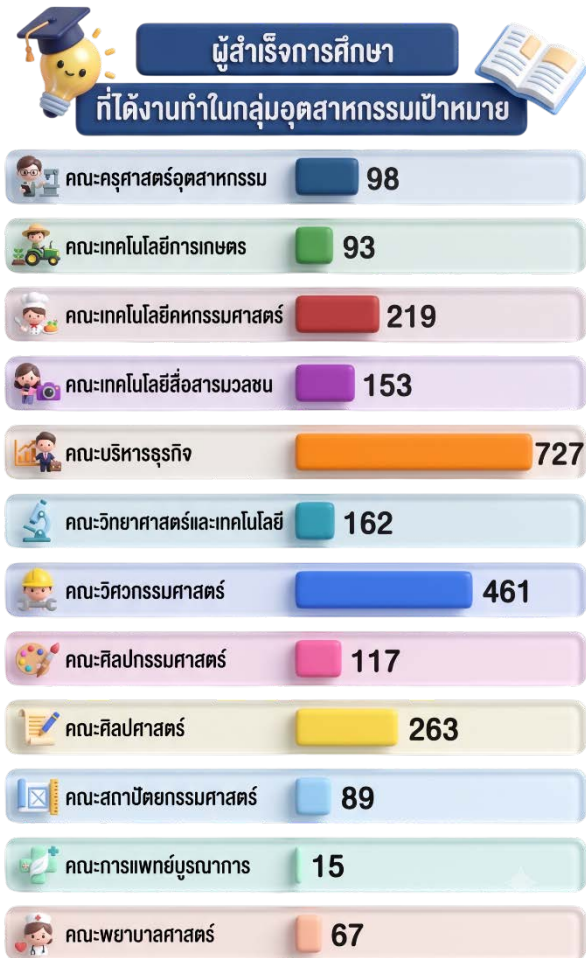 ผู้สำเร็จการศึกษา
ที่ได้งานทำในกลุ่มอุตสาหกรรมเป้าหมาย
คณะครุศาสตร์อุตสาหกรรม 98
คณะเทคโนโลยีการเกษตร 93
คณะเทคโนโลยีคหกรรมศาสตร์ 219
คณะเทคโนโลยีสื่อสารมวลชน 153
คณะบริหารธุรกิจ 727
คณะวิทยาศาสตร์และเทคโนโลยี 162
คณะวิศวกรรมศาสตร์ 461
คณะศิลปกรรมศาสตร์ 117
คณะศิลปศาสตร์ 263
คณะสถาปัตยกรรมศาสตร์ 89
คณะการแพทย์บูรณาการ 15
คณะพยาบาลศาสตร์ 67